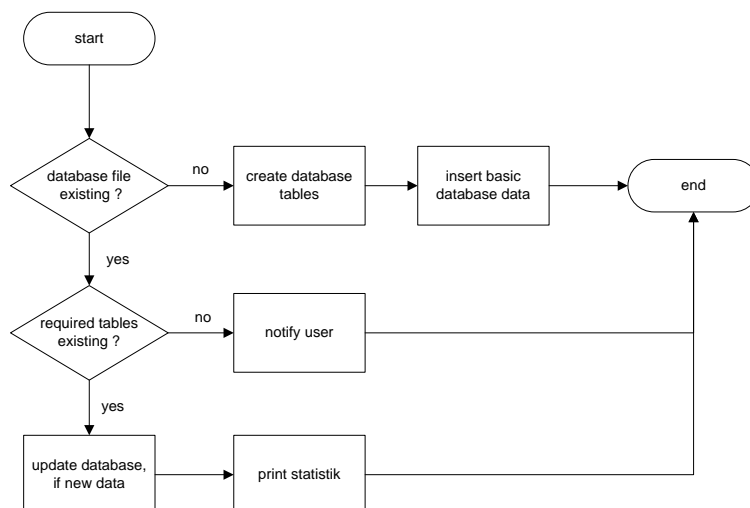 start
database file
existing ?
no
create database
tables
insert basic
database data
end
yes
required tables
existing ?
no
notify user
yes
update database,
if new data
print statistik